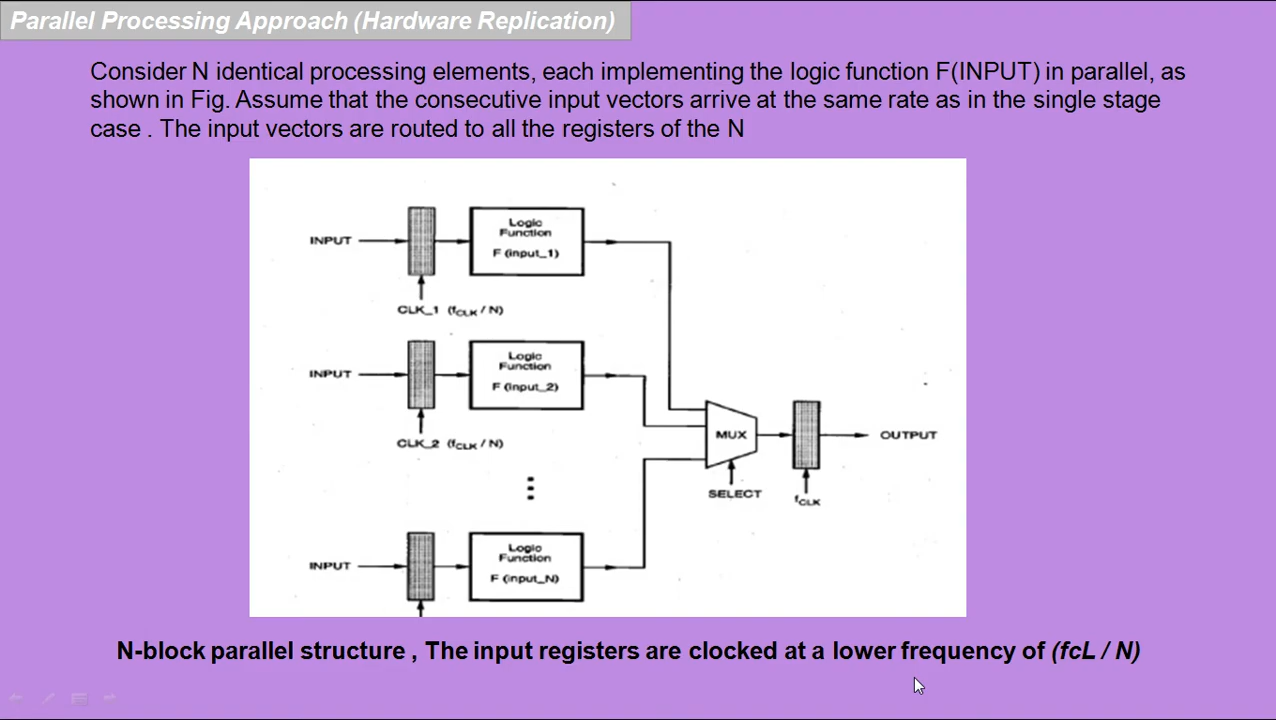 Parallel Processing Approach (Hardware Replication)
Consider N identical processing elements, each implementing the logic function F(INPUT) in parallel, as
shown in Fig. Assume that the consecutive input vectors arrive at the same rate as in the single stage
case . The input vectors are routed to all the registers of the N
Logic
Function
F (input_1)
INPUT
CLK_1 (fCLK / N)
Logic
Function
F (input_2)
INPUT
CLK_2 (fCLK / N)
MUX
OUTPUT
SELECT
fCLK
Logic
Function
F (input_N)
INPUT
N-block parallel structure , The input registers are clocked at a lower frequency of (fcL / N)